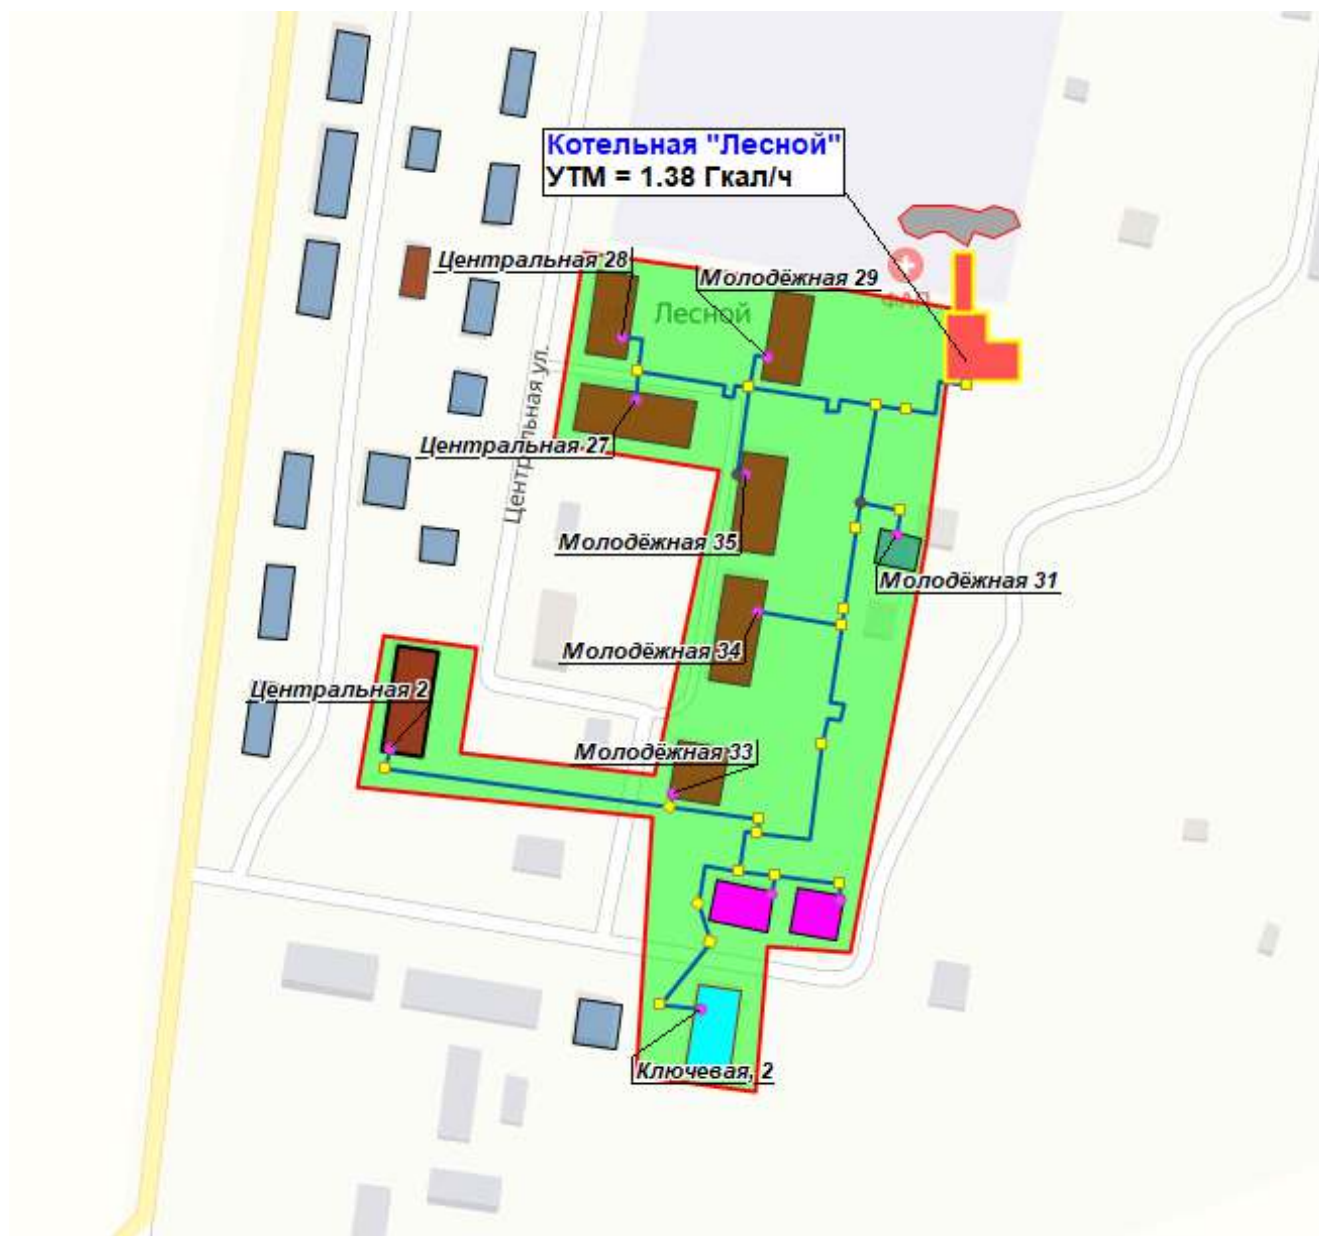 Котельная "Лесной"
УТМ = 1.38 Гкал/ч
Центральная 28
Молодёжная 29
ФАП
Лесной
Центральная ул.
Центральная 27
Молодёжная 35
Молодёжная 31
Молодёжная 34
Центральная 2
Молодёжная 33
Ключевая, 2